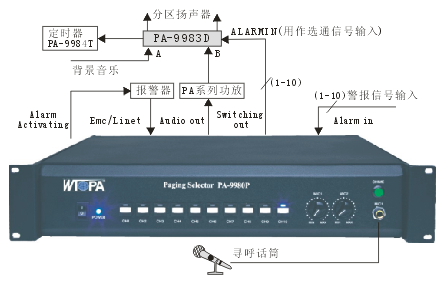 分区扬声器
定时器
PA-9984T
PA-9983D
ALARMIN(用作选通信号输入)
背景音乐
A
B
(1-10)
报警器
PA系列功放
(1-10)警报信号输入
Alarm
Activating
Emc/Linet
Audio out
Switching
out
Alarm in
WTOPA
Paging Selector PA-9980P
POWER
寻呼话筒